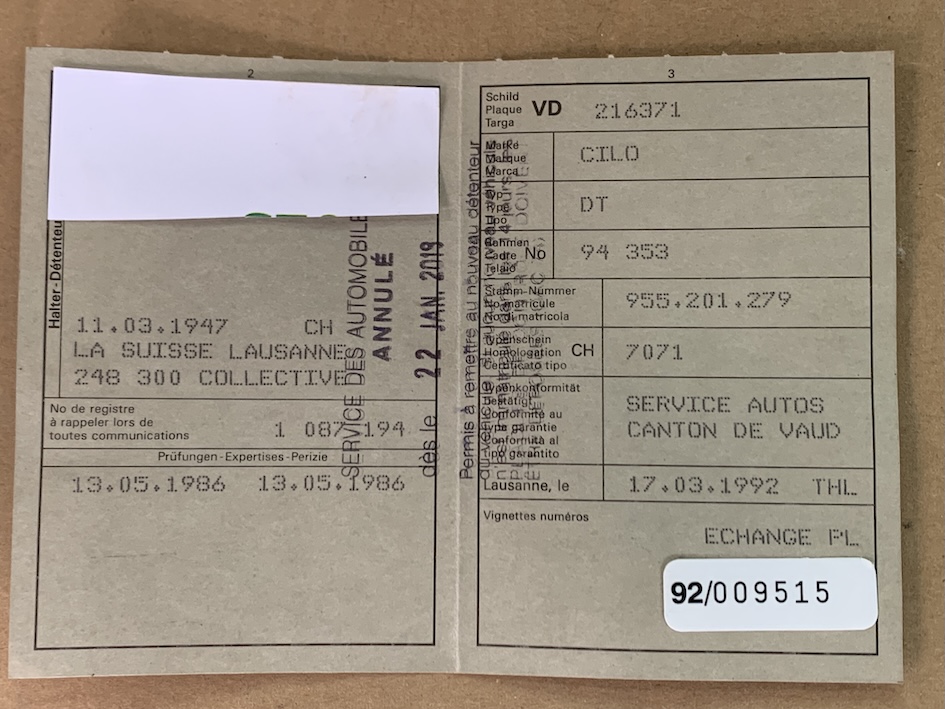 2
Halter-Détenteu
11.03.1947 CH
LA SUISSE LAUSANNE
248 300 COLLECTIVE
No de registre
à rappeler lors de
toutes communications
1 087 194
Prüfungen-Expertises-Perizie
13.05.1986 13.05.1986
SERVICE DES AUTOMOBILE
ANNULÉ
dès le 22 JAN. 2019
Permis à remettre au nouveau détenteur
3
Schild
Plaque
Targa
VD 216371
Marke
Marque
Marca
CILO
Typ
Type
Tipo
DT
Rahmen
Cadre
Telaio
No 94 353
Stamm-Nummer
No matricule
No di matricola
955.201.279
Typenschein
Homologation
Certificato tipo
CH 7071
Typenkonformität
bestätigt
Conformité au
type garantie
Conformità al
tipo garantito
SERVICE AUTOS
CANTON DE VAUD
Lausanne, le 17.03.1992 THL
Vignettes numéros
ECHANGE PL
92/009515